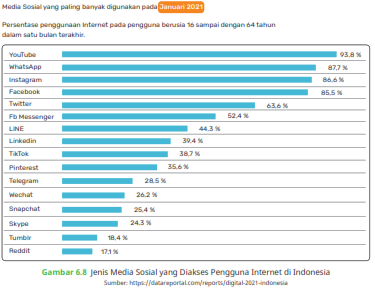 Media Sosial yang paling banyak digunakan pada Januari 2021
Persentase penggunaan Internet pada pengguna berusia 16 sampai dengan 64 tahun
dalam satu bulan terakhir.
YouTube 93,8 %
WhatsApp 87,7 %
Instagram 86,6 %
Facebook 85,5 %
Twitter 63,6 %
Fb Messenger 52,4 %
LINE 44,3 %
Linkedin 39,4 %
TikTok 38,7 %
Pinterest 35,6 %
Telegram 28,5 %
Wechat 26,2 %
Snapchat 25,4 %
Skype 24,3 %
Tumblr 18,4 %
Reddit 17,1 %
Gambar 6.8 Jenis Media Sosial yang Diakses Pengguna Internet di Indonesia
Sumber: https://datareportal.com/reports/digital-2021-indonesia